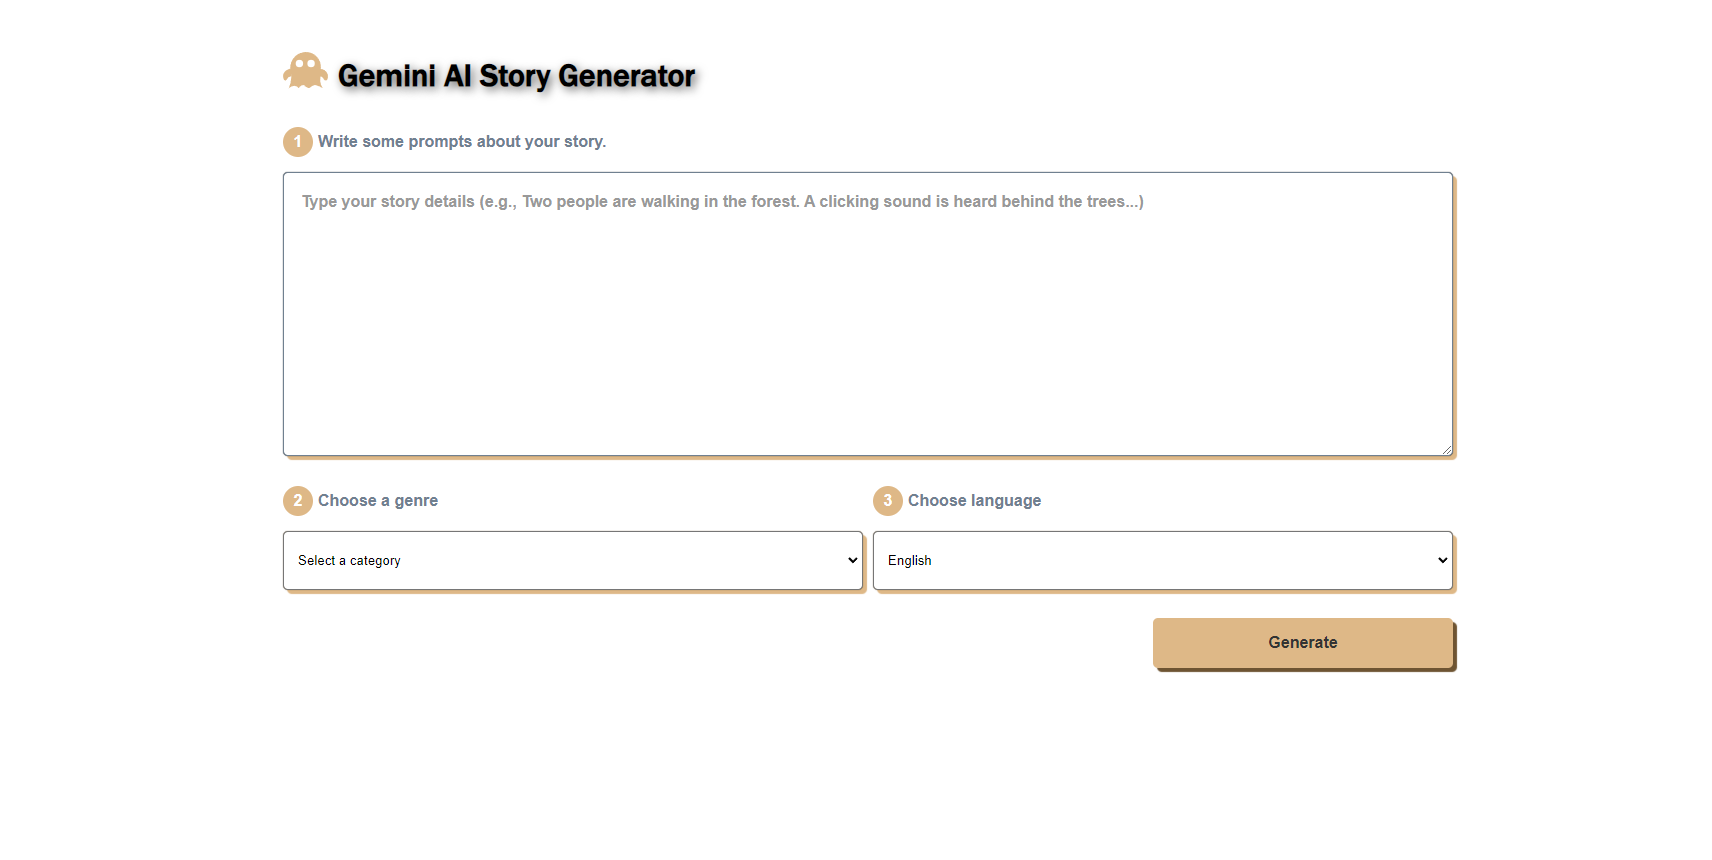 Gemini AI Story Generator
1 Write some prompts about your story.
Type your story details (e.g., Two people are walking in the forest. A clicking sound is heard behind the trees...)
2 Choose a genre
3 Choose language
Select a category
English
Generate